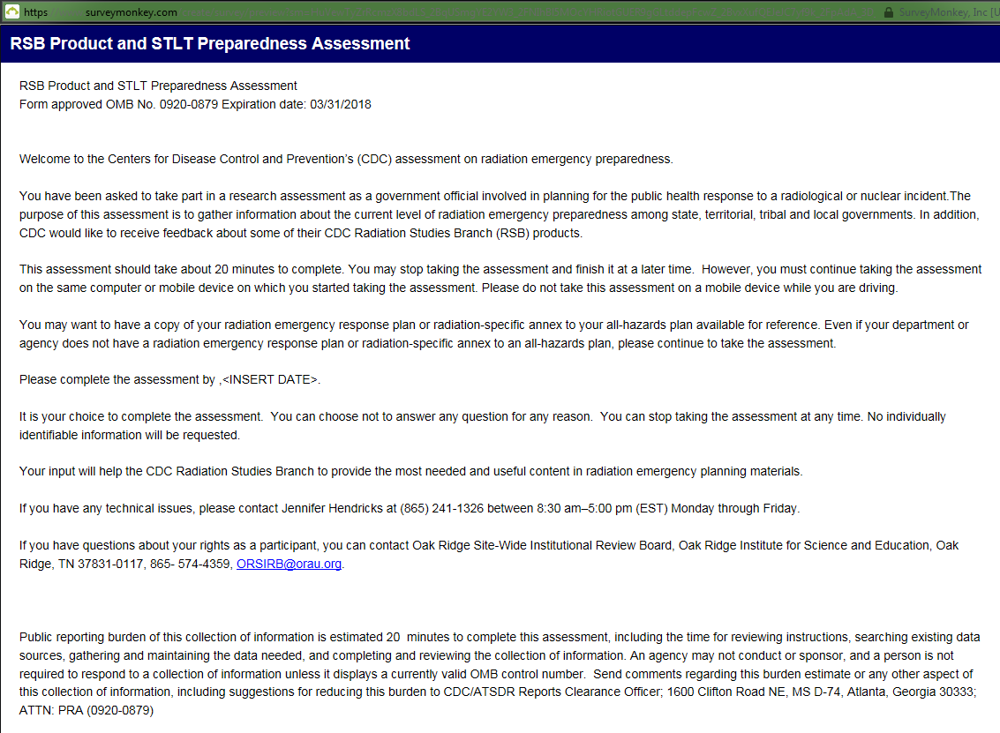 https surveymonkey.com SurveyMonkey, Inc [U
RSB Product and STLT Preparedness Assessment
RSB Product and STLT Preparedness Assessment
Form approved OMB No. 0920-0879 Expiration date: 03/31/2018
Welcome to the Centers for Disease Control and Prevention's (CDC) assessment on radiation emergency preparedness.
You have been asked to take part in a research assessment as a government official involved in planning for the public health response to a radiological or nuclear incident.The
purpose of this assessment is to gather information about the current level of radiation emergency preparedness among state, territorial, tribal and local governments. In addition,
CDC would like to receive feedback about some of their CDC Radiation Studies Branch (RSB) products.
This assessment should take about 20 minutes to complete. You may stop taking the assessment and finish it at a later time.  However, you must continue taking the assessment
on the same computer or mobile device on which you started taking the assessment. Please do not take this assessment on a mobile device while you are driving.
You may want to have a copy of your radiation emergency response plan or radiation-specific annex to your all-hazards plan available for reference. Even if your department or
agency does not have a radiation emergency response plan or radiation-specific annex to an all-hazards plan, please continue to take the assessment.
Please complete the assessment by ,<INSERT DATE>.
It is your choice to complete the assessment.  You can choose not to answer any question for any reason.  You can stop taking the assessment at any time. No individually
identifiable information will be requested.
Your input will help the CDC Radiation Studies Branch to provide the most needed and useful content in radiation emergency planning materials.
If you have any technical issues, please contact Jennifer Hendricks at (865) 241-1326 between 8:30 am–5:00 pm (EST) Monday through Friday.
If you have questions about your rights as a participant, you can contact Oak Ridge Site-Wide Institutional Review Board, Oak Ridge Institute for Science and Education, Oak
Ridge, TN 37831-0117, 865- 574-4359, ORSIRB@orau.org.
Public reporting burden of this collection of information is estimated 20  minutes to complete this assessment, including the time for reviewing instructions, searching existing data
sources, gathering and maintaining the data needed, and completing and reviewing the collection of information. An agency may not conduct or sponsor, and a person is not
required to respond to a collection of information unless it displays a currently valid OMB control number.  Send comments regarding this burden estimate or any other aspect of
this collection of information, including suggestions for reducing this burden to CDC/ATSDR Reports Clearance Officer; 1600 Clifton Road NE, MS D-74, Atlanta, Georgia 30333;
ATTN: PRA (0920-0879)